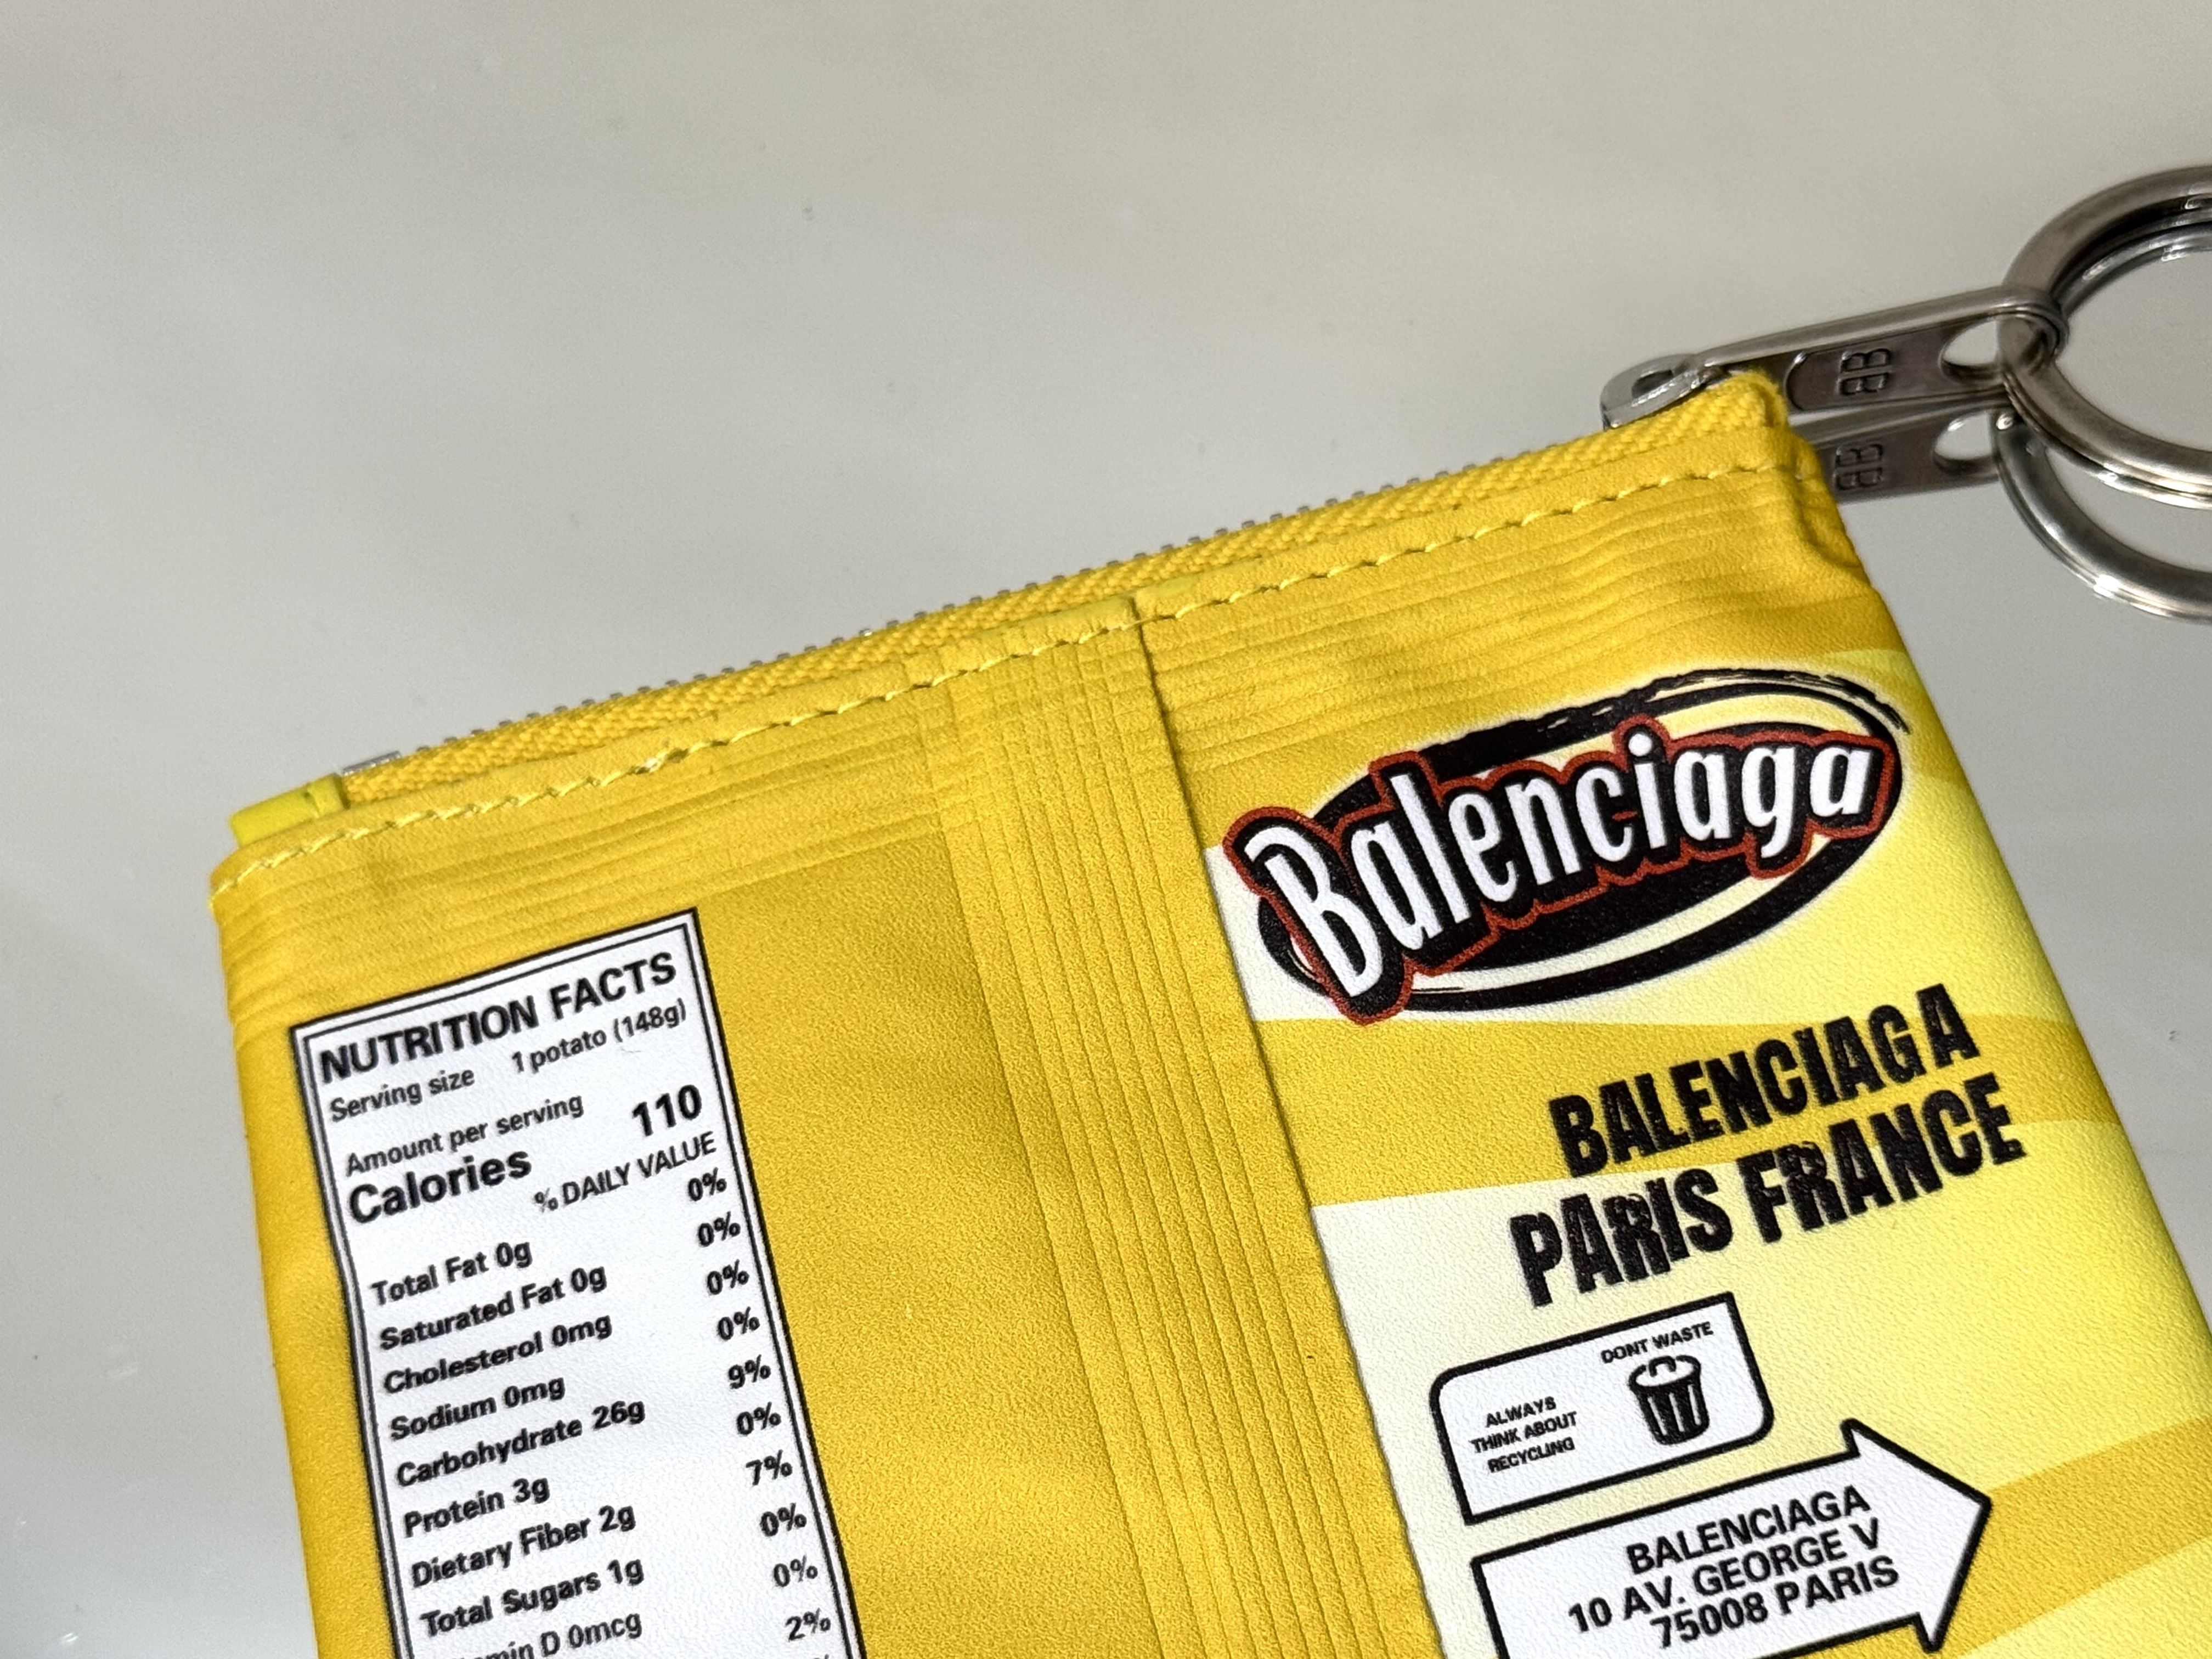 NUTRITION FACTS
Serving size 1 potato (148g)
Amount per serving
Calories 110
% DAILY VALUE
Total Fat 0g 0%
Saturated Fat 0g 0%
Cholesterol 0mg 0%
Sodium 0mg 0%
Carbohydrate 26g 9%
Protein 3g 0%
Dietary Fiber 2g 7%
Total Sugars 1g 0%
D 0mcg 0%
2%
Balenciaga
BALENCIAGA
PARIS FRANCE
DONT WASTE
ALWAYS
THINK ABOUT
RECYCLING
BALENCIAGA
10 AV. GEORGE V
75008 PARIS
BB
BB